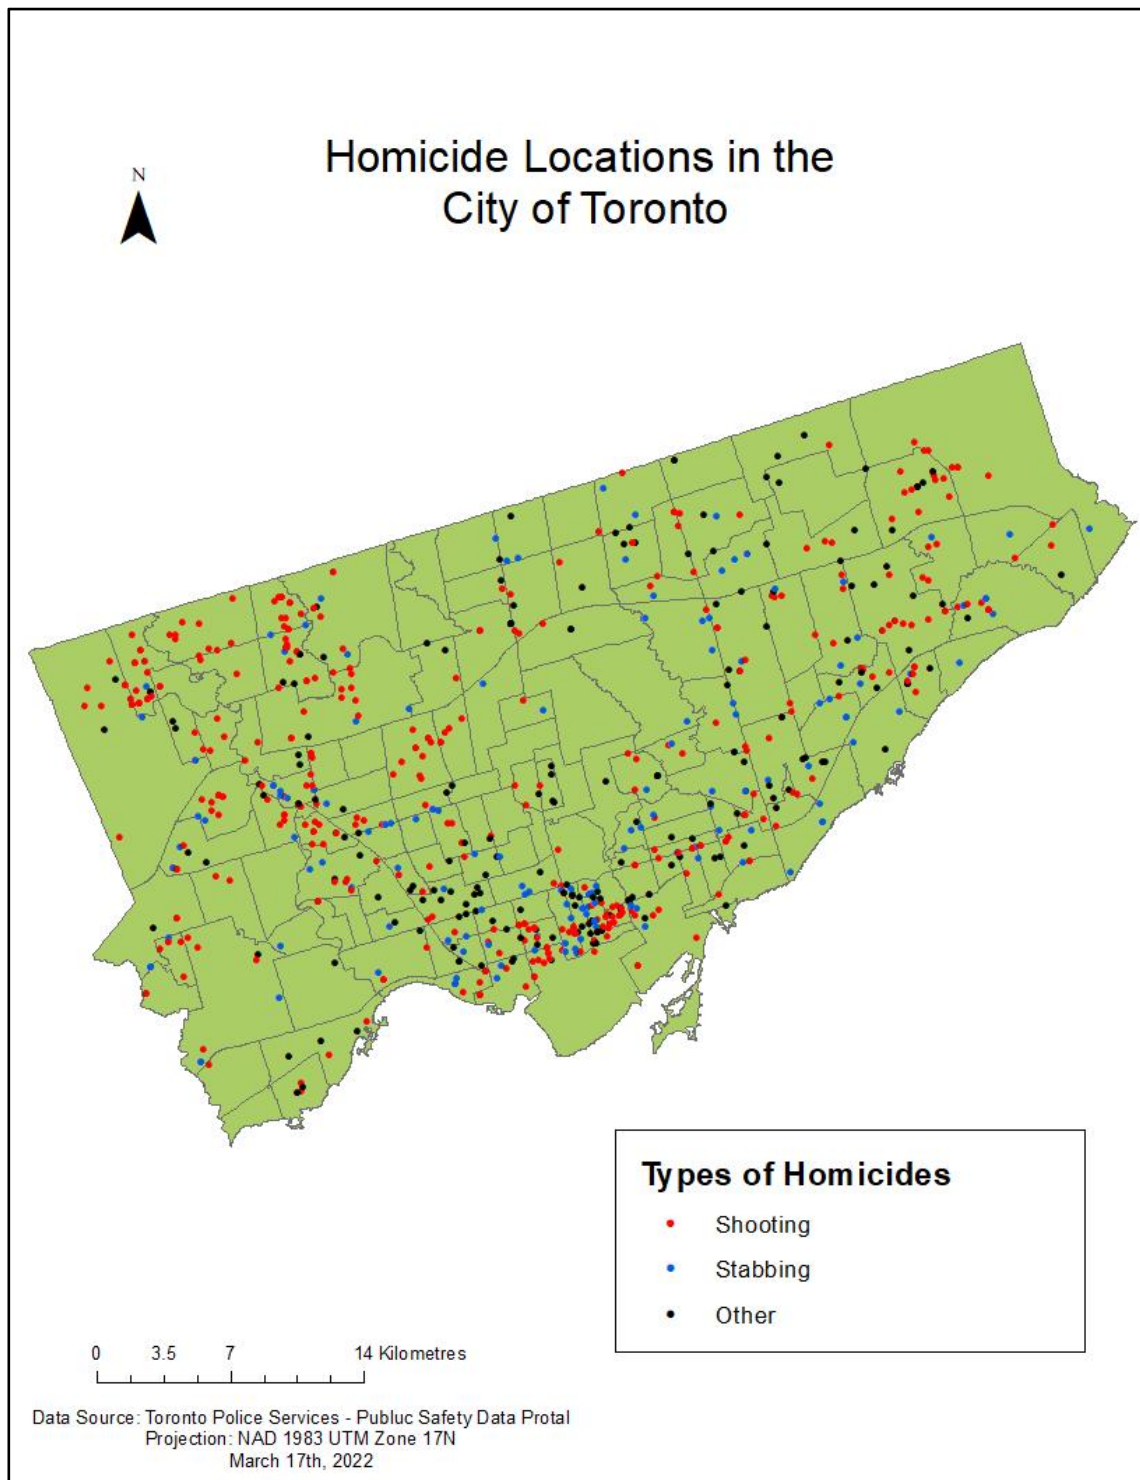 Homicide Locations in the
City of Toronto
N
Types of Homicides
Shooting
Stabbing
Other
0 3.5 7 14 Kilometres
Data Source: Toronto Police Services - Publuc Safety Data Protal
Projection: NAD 1983 UTM Zone 17N
March 17th, 2022